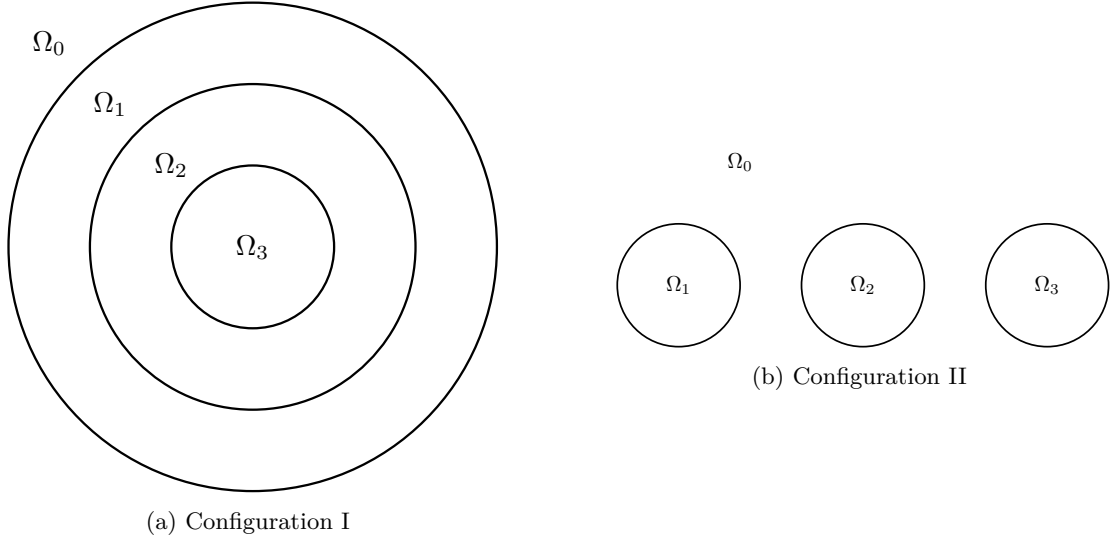 Ω₀
Ω₁
Ω₂
Ω₃
(a) Configuration I
Ω₀
Ω₁ Ω₂ Ω₃
(b) Configuration II